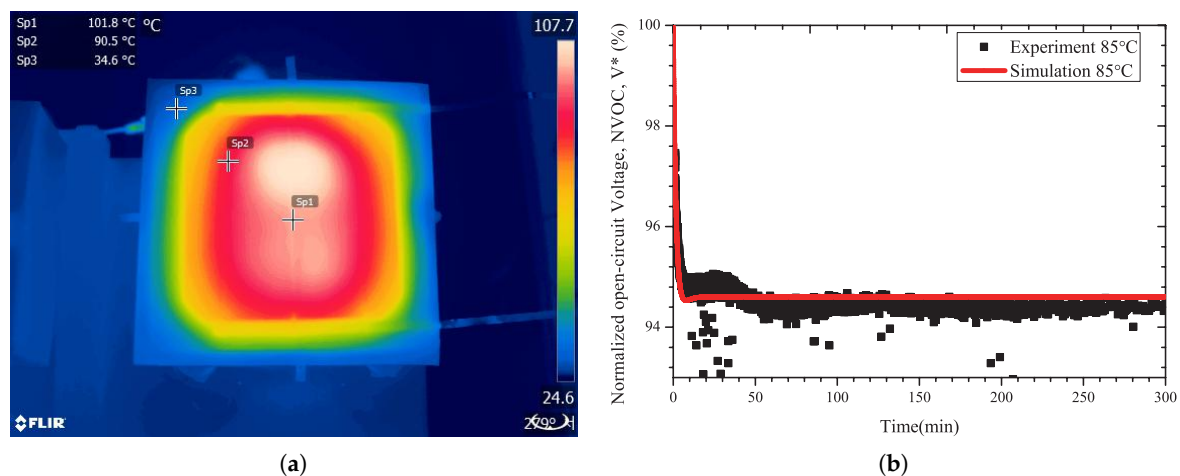 Sp1 101.8 °C °C 107.7
Sp2 90.5 °C
Sp3 34.6 °C
Sp3
Sp2
Sp1
24.6
FLIR
(a)
Normalized open-circuit Voltage, NVOC, V* (%)
100
98
96
94
Experiment 85°C
Simulation 85°C
0 50 100 150 200 250 300
Time(min)
(b)